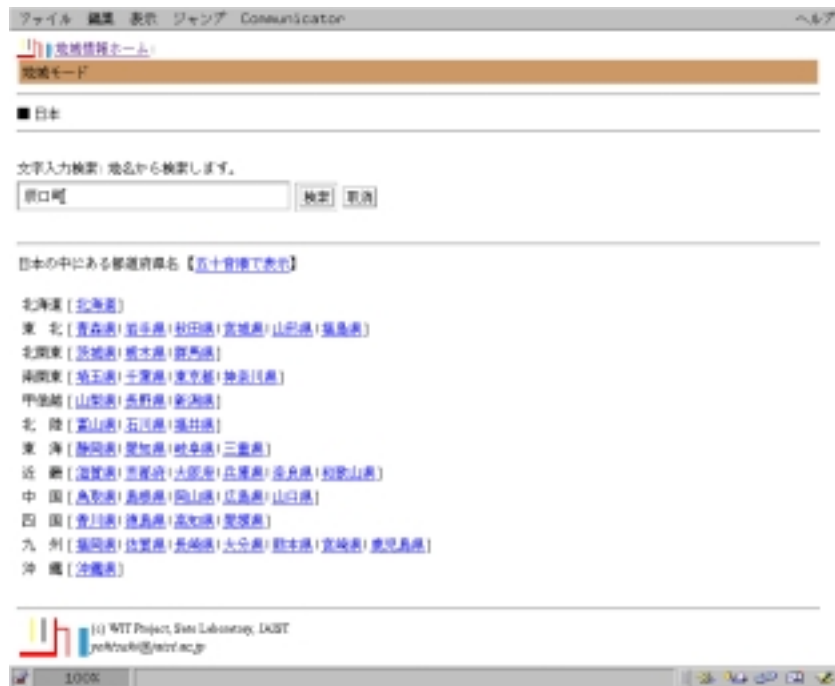 ファイル 編集 表示 ジャンプ Communicator ヘルプ
地域情報ホーム:
地域モード
■日本
文字入力検索: 地名から検索します。
検索 取消
日本の中にある都道府県名【五十音順で表示】
北海道 [ 北海道 ]
東 北 [ 青森県 | 岩手県 | 秋田県 | 宮城県 | 山形県 | 福島県 ]
北関東 [ 茨城県 | 栃木県 | 群馬県 ]
南関東 [ 埼玉県 | 千葉県 | 東京都 | 神奈川県 ]
甲信越 [ 山梨県 | 長野県 | 新潟県 ]
北 陸 [ 富山県 | 石川県 | 福井県 ]
東 海 [ 静岡県 | 愛知県 | 岐阜県 | 三重県 ]
近 畿 [ 滋賀県 | 京都府 | 大阪府 | 兵庫県 | 奈良県 | 和歌山県 ]
中 国 [ 鳥取県 | 島根県 | 岡山県 | 広島県 | 山口県 ]
四 国 [ 香川県 | 徳島県 | 高知県 | 愛媛県 ]
九 州 [ 福岡県 | 佐賀県 | 長崎県 | 大分県 | 熊本県 | 宮崎県 | 鹿児島県 ]
沖 縄 [ 沖縄県 ]
(c) WIT Project, Sato Laboratory, JAIST
100%